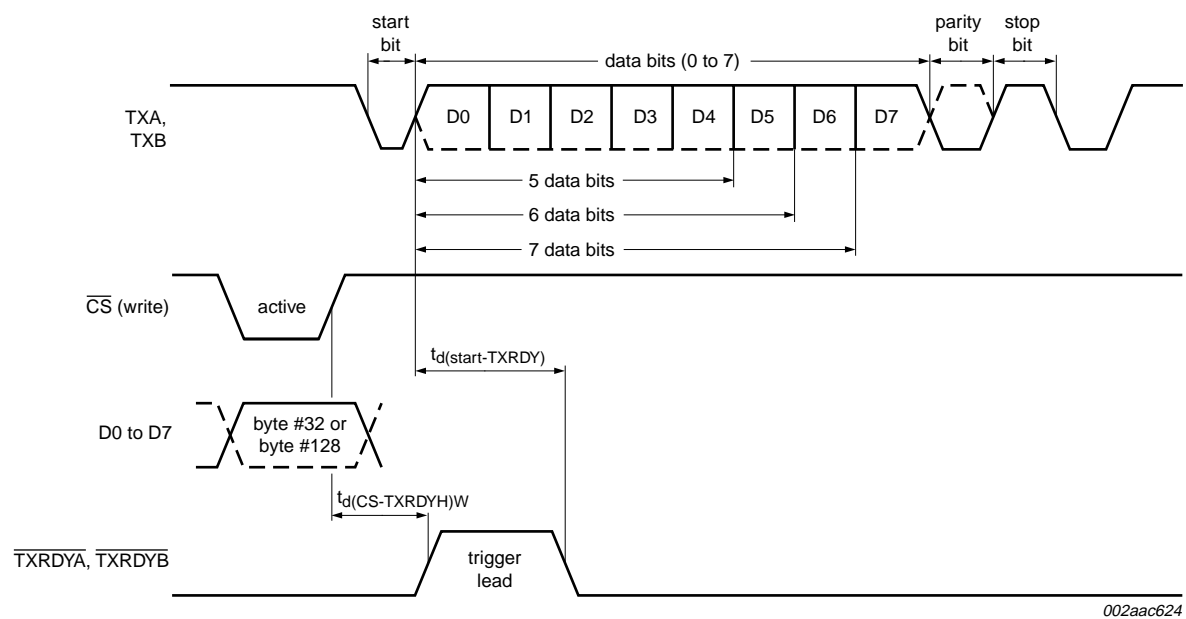 start
bit
data bits (0 to 7)
parity
bit
stop
bit
TXA,
TXB
D0 D1 D2 D3 D4 D5 D6 D7
5 data bits
6 data bits
7 data bits
CS (write)
active
td(start-TXRDY)
D0 to D7
byte #32 or
byte #128
td(CS-TXRDYH)W
TXRDYA, TXRDYB
trigger
lead
002aac624